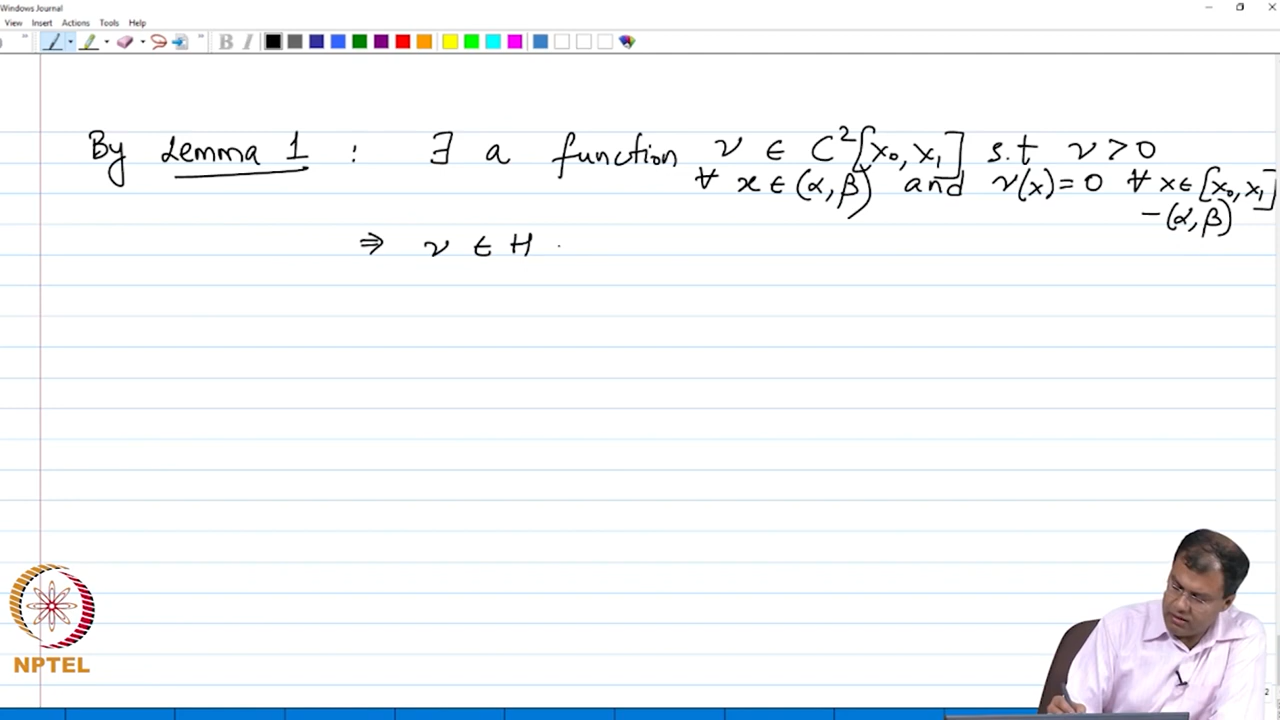 Windows Journal
View Insert Actions Tools Help
By Lemma 1 : ∃ a function ν ∈ C²[x₀, x₁] s.t ν > 0
∀ x ∈ (α, β) and ν(x) = 0 ∀ x ∈ [x₀, x₁]
- (α, β)
⇒ ν ∈ H
NPTEL
2